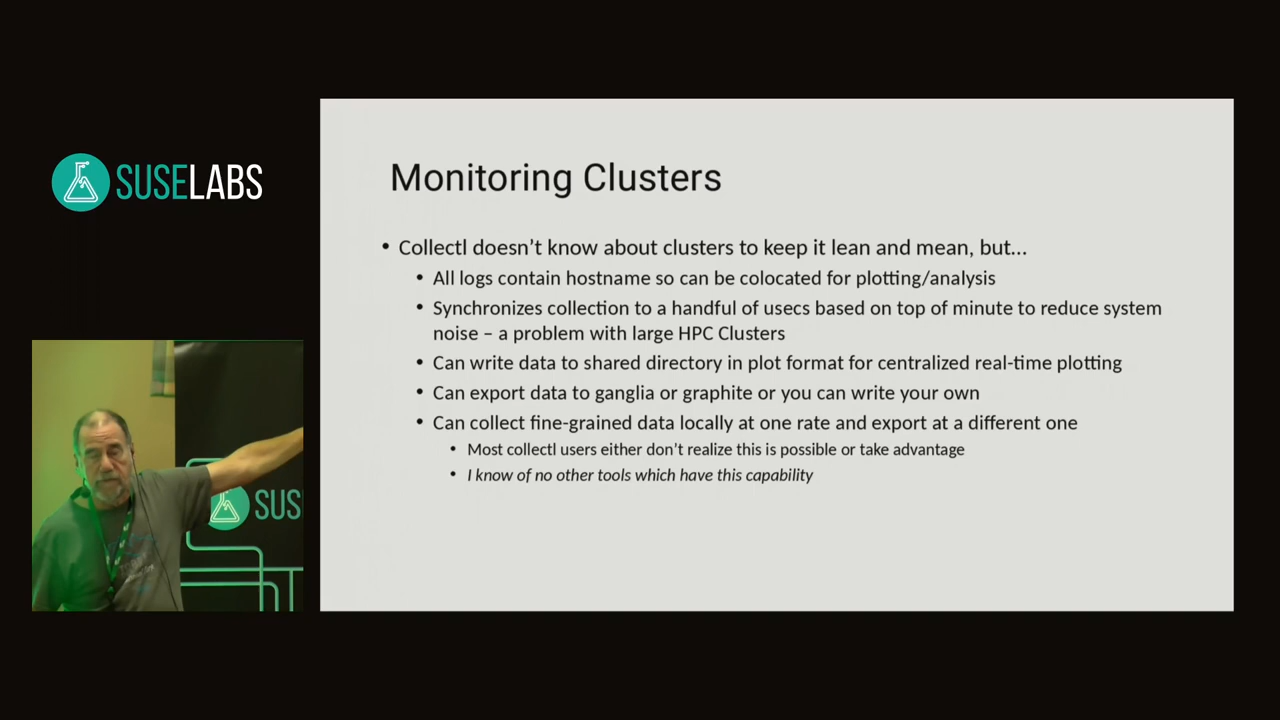 SUSELABS
Monitoring Clusters
• Collectl doesn't know about clusters to keep it lean and mean, but...
• All logs contain hostname so can be colocated for plotting/analysis
• Synchronizes collection to a handful of usecs based on top of minute to reduce system
noise – a problem with large HPC Clusters
• Can write data to shared directory in plot format for centralized real-time plotting
• Can export data to ganglia or graphite or you can write your own
• Can collect fine-grained data locally at one rate and export at a different one
• Most collectl users either don't realize this is possible or take advantage
• I know of no other tools which have this capability
SUS